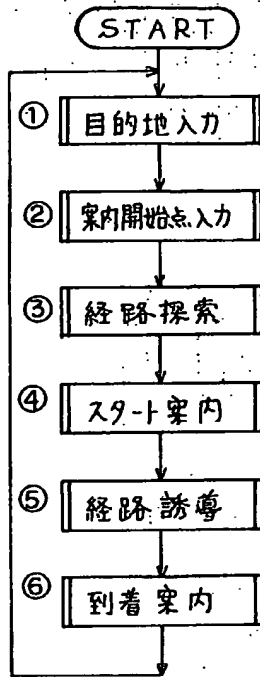 START
① 目的地入力
② 案内開始点入力
③ 経路探索
④ スタート案内
⑤ 経路誘導
⑥ 到着案内